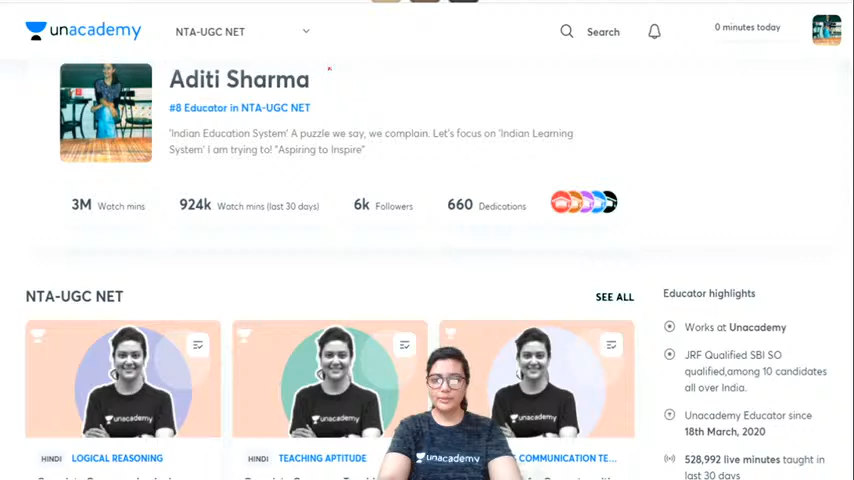 unacademy
NTA-UGC NET
Search
0 minutes today
Aditi Sharma
#8 Educator in NTA-UGC NET
'Indian Education System' A puzzle we say, we complain. Let's focus on 'Indian Learning
System' I am trying to! "Aspiring to Inspire"
3M Watch mins
924k Watch mins (last 30 days)
6k Followers
660 Dedications
NTA-UGC NET
SEE ALL
unacademy
unacademy
unacademy
unacademy
HINDI LOGICAL REASONING
HINDI TEACHING APTITUDE
COMMUNICATION TE...
Educator highlights
Works at Unacademy
JRF Qualified SBI SO
qualified,among 10 candidates
all over India.
Unacademy Educator since
18th March, 2020
528,992 live minutes taught in
last 30 days